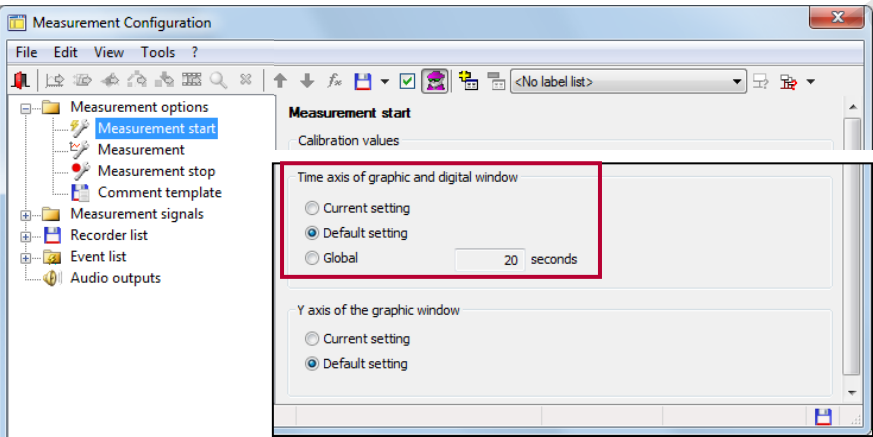 Measurement Configuration
x
File Edit View Tools ?
<No label list>
Measurement options
Measurement start
Measurement
Measurement stop
Comment template
Measurement signals
Recorder list
Event list
Audio outputs
Measurement start
Calibration values
Time axis of graphic and digital window
Current setting
Default setting
Global 20 seconds
Y axis of the graphic window
Current setting
Default setting